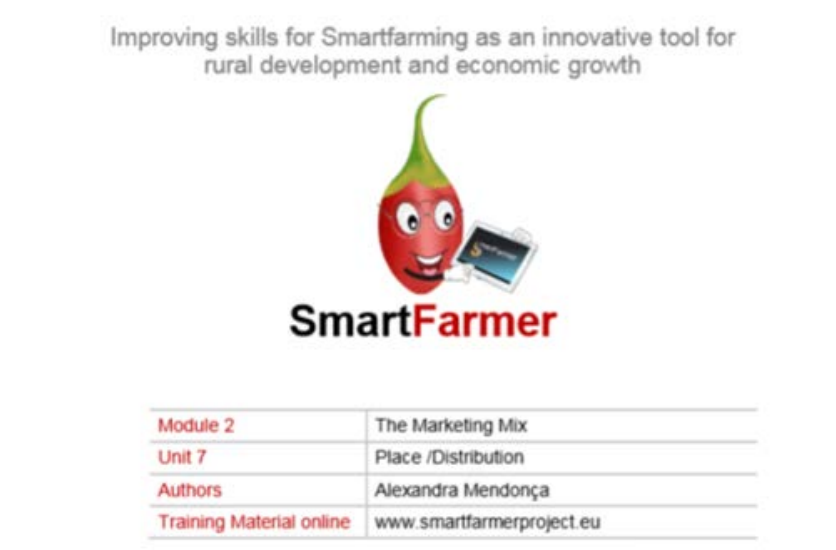 Improving skills for Smartfarming as an innovative tool for
rural development and economic growth
SmartFarmer
SmartFarmer
Module 2 The Marketing Mix
Unit 7 Place /Distribution
Authors Alexandra Mendonça
Training Material online www.smartfarmerproject.eu